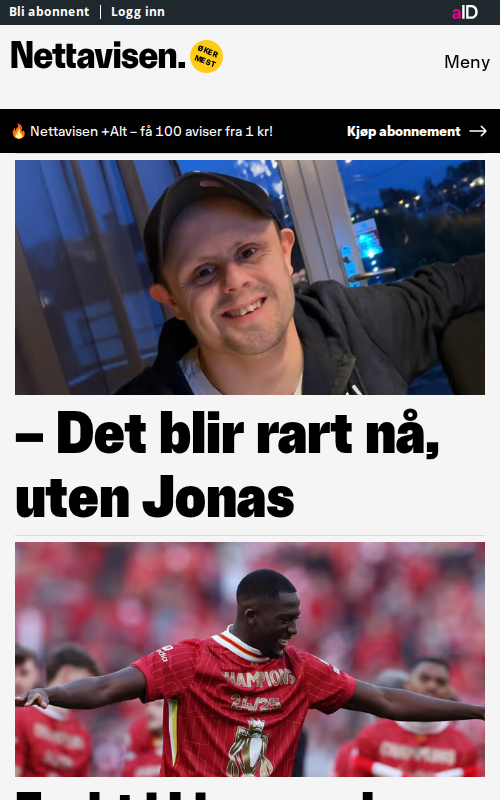 Bli abonnent
Logg inn
aID
Nettavisen.
ØKER
MEST
Meny
🔥 Nettavisen +Alt – få 100 aviser fra 1 kr!
Kjøp abonnement →
– Det blir rart nå,
uten Jonas
CHAMPIONS
24/25